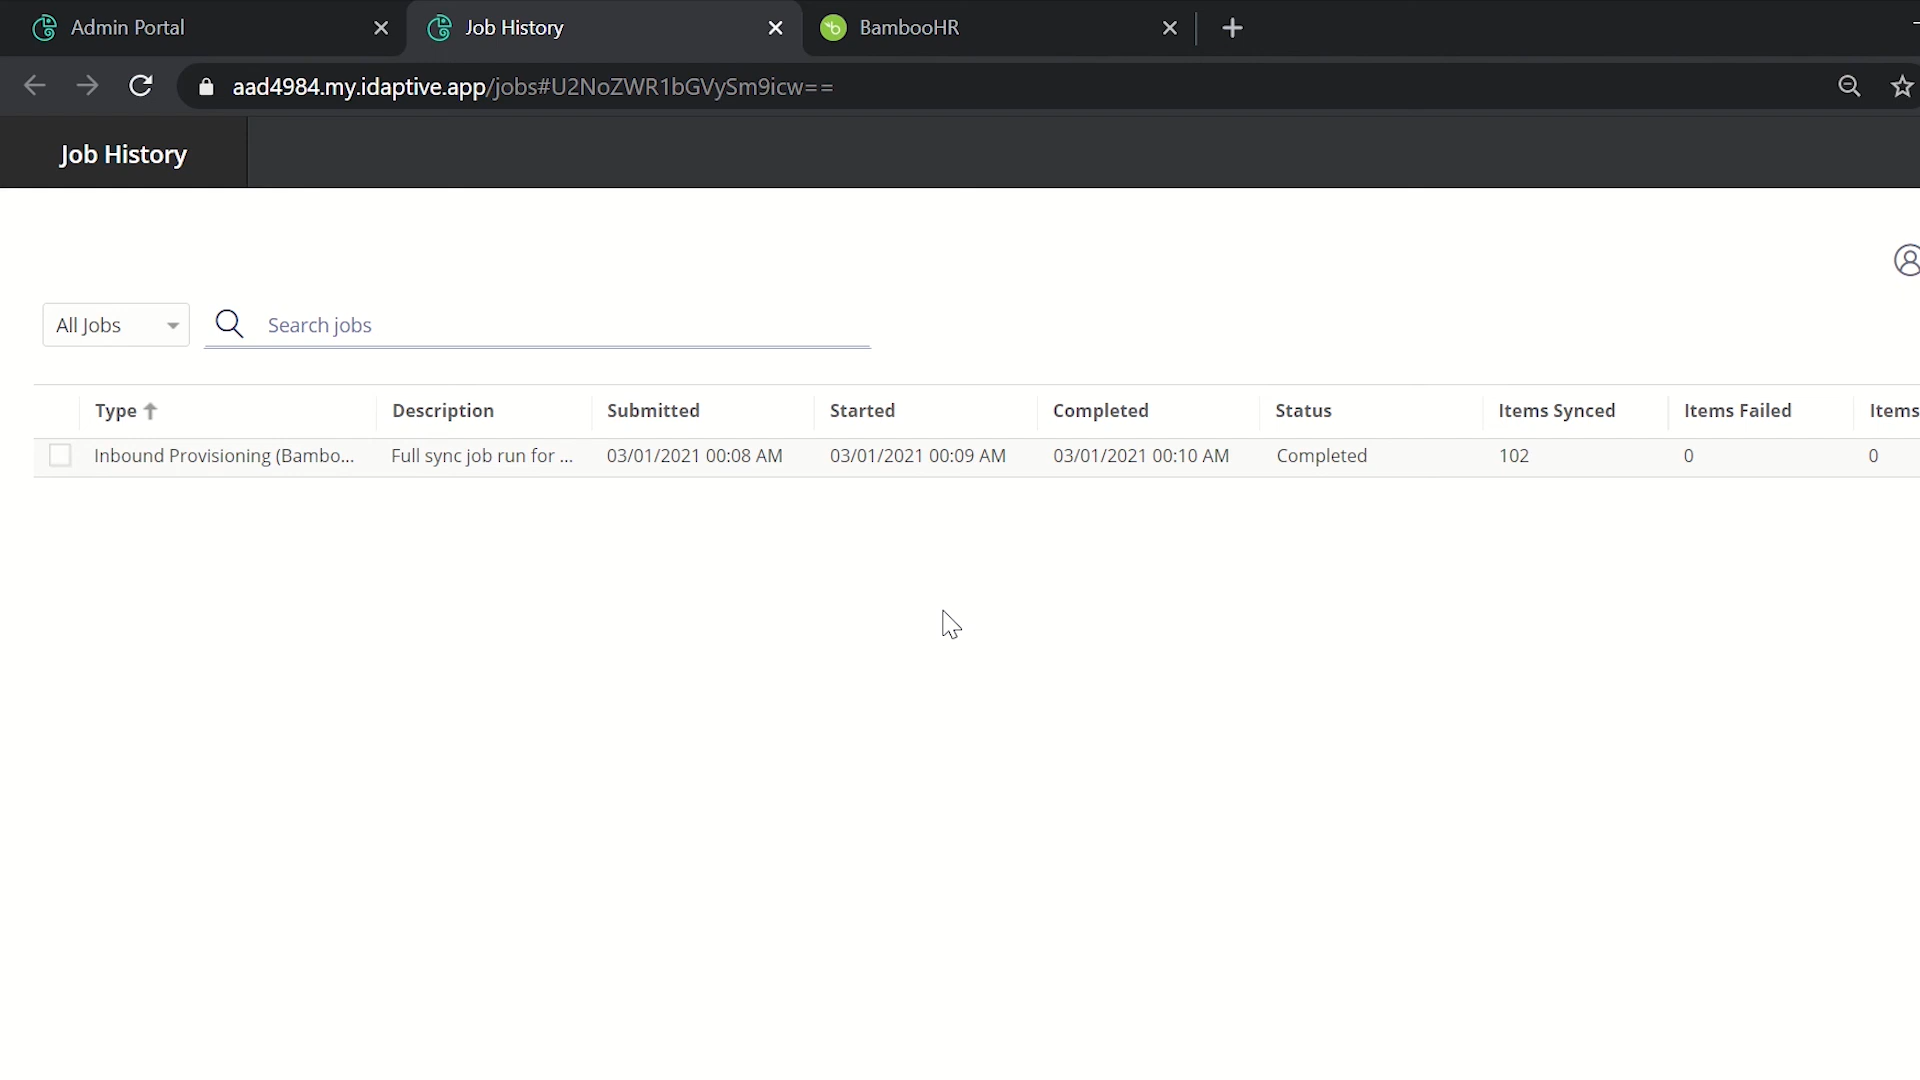 Admin Portal
Job History
BambooHR
aad4984.my.idaptive.app/jobs#U2NoZWR1bGVySm9icw==
Job History
All Jobs
Search jobs
Type Description Submitted Started Completed Status Items Synced Items Failed Items
Inbound Provisioning (Bambo... Full sync job run for ... 03/01/2021 00:08 AM 03/01/2021 00:09 AM 03/01/2021 00:10 AM Completed 102 0 0